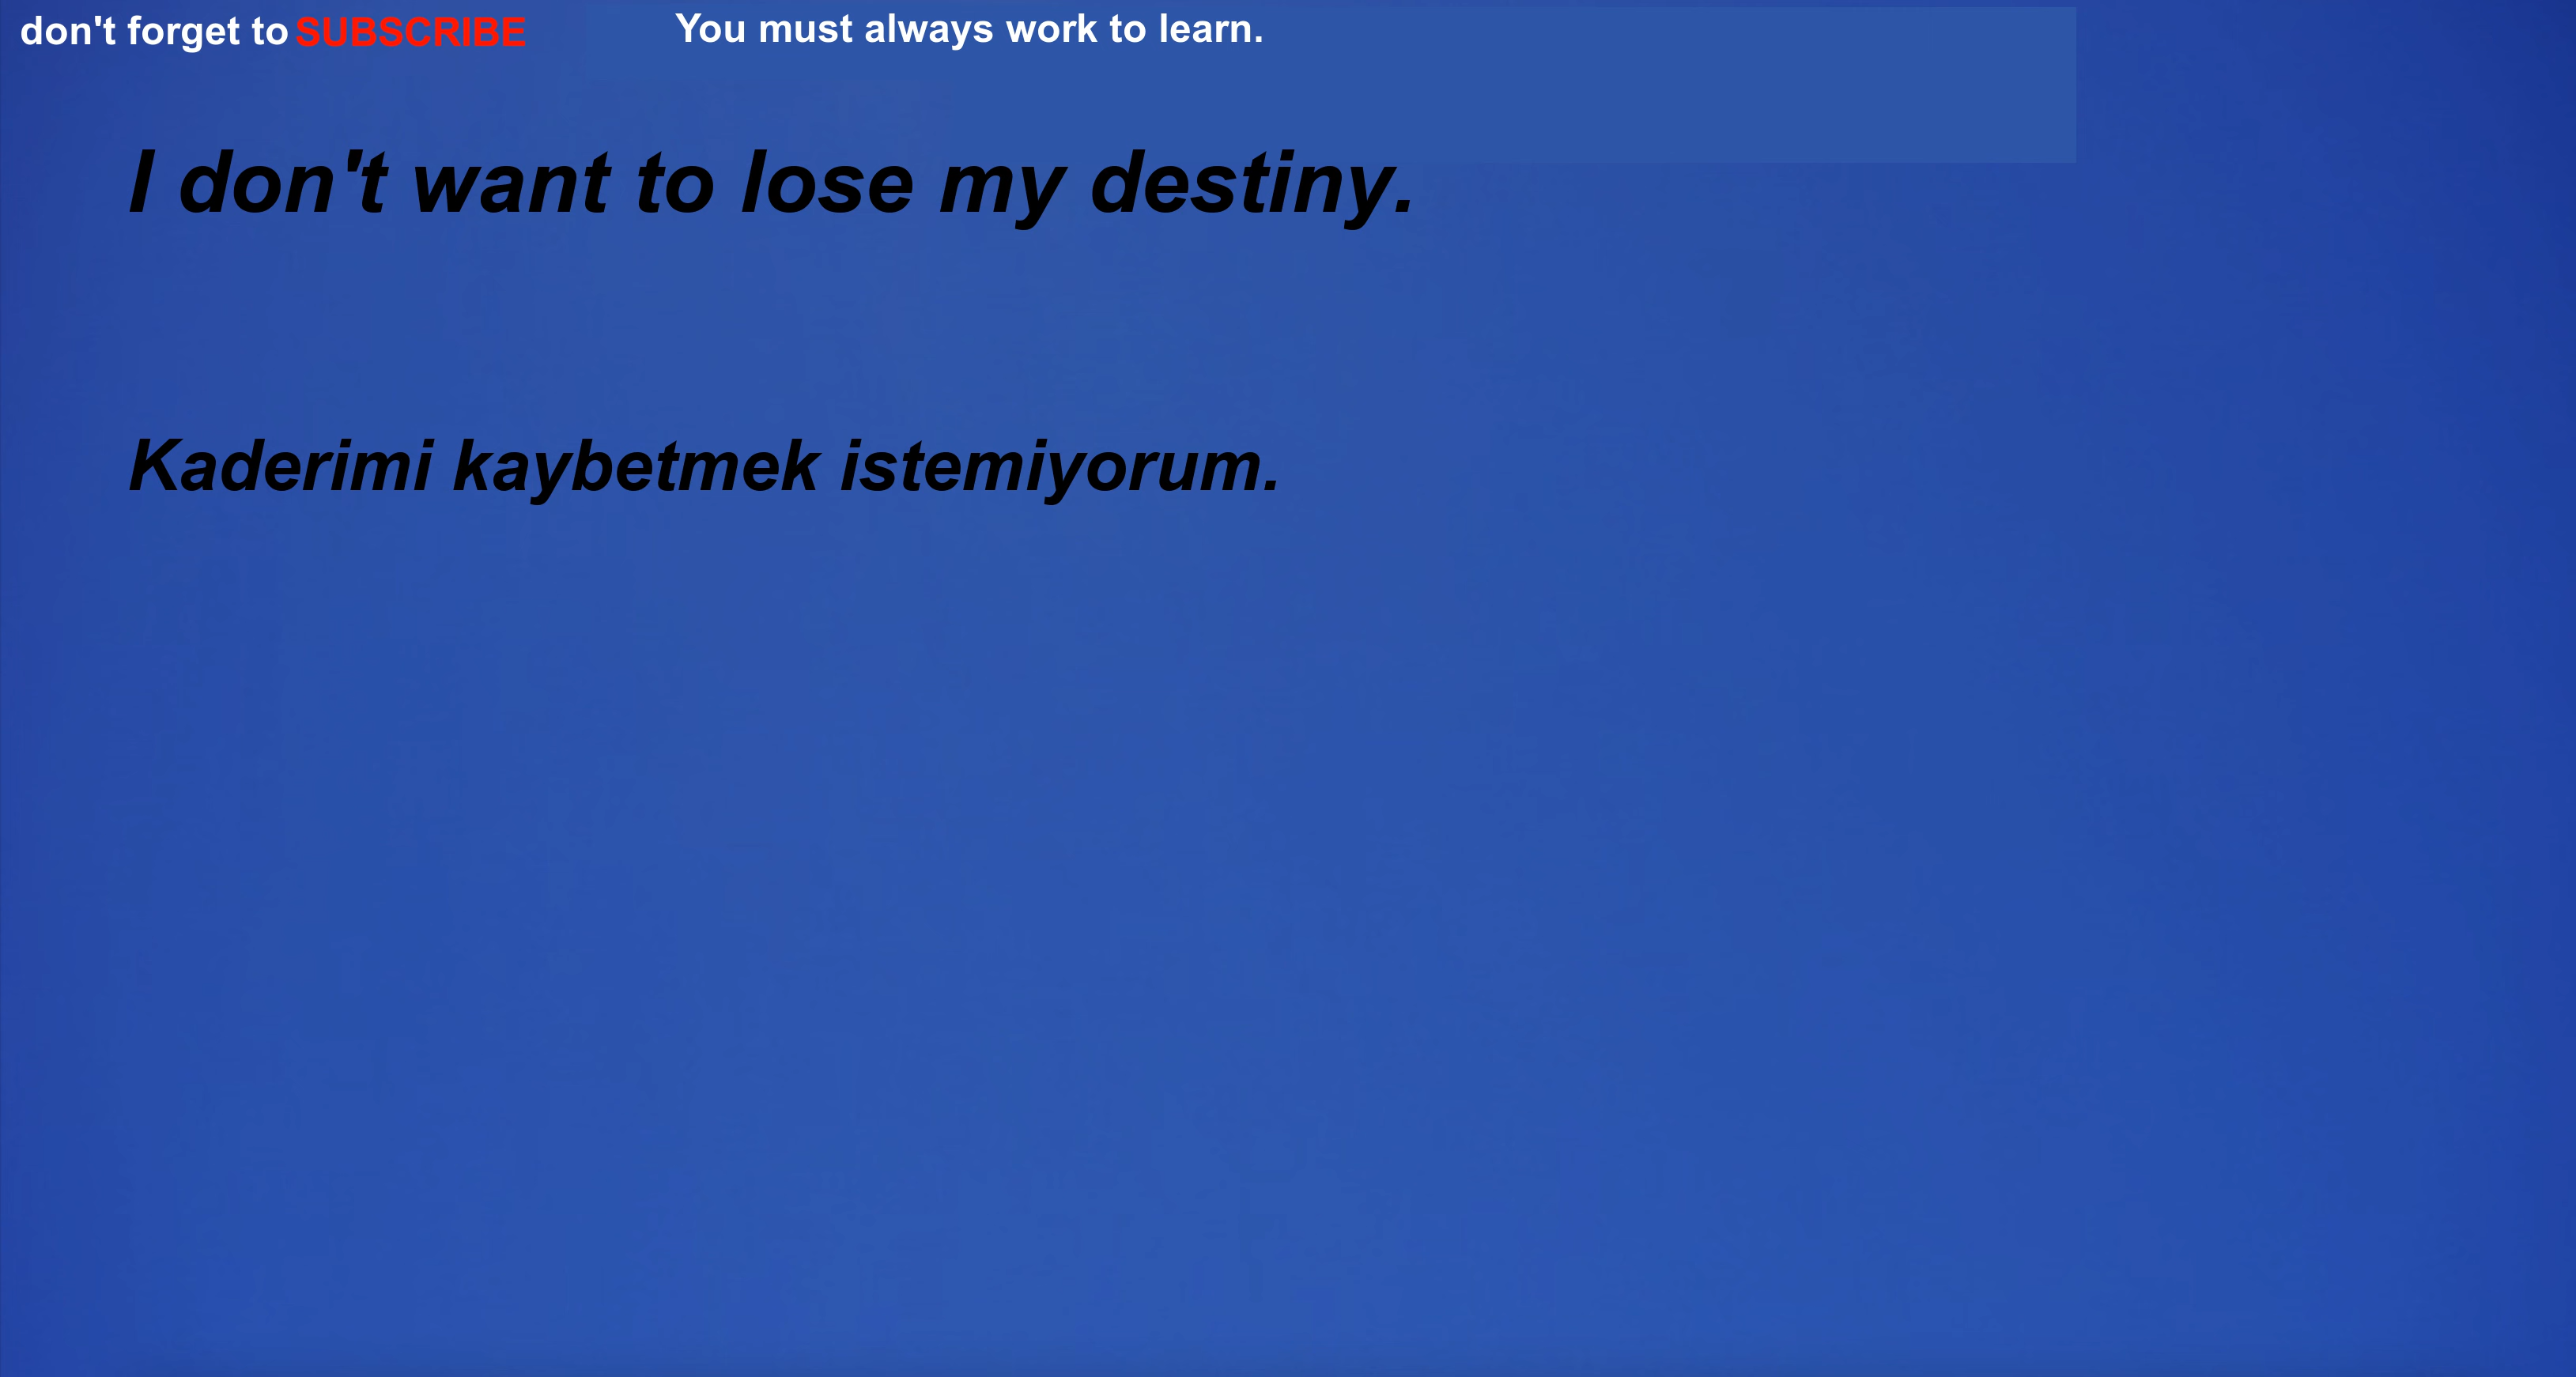 don't forget to SUBSCRIBE You must always work to learn.
I don't want to lose my destiny.
Kaderimi kaybetmek istemiyorum.